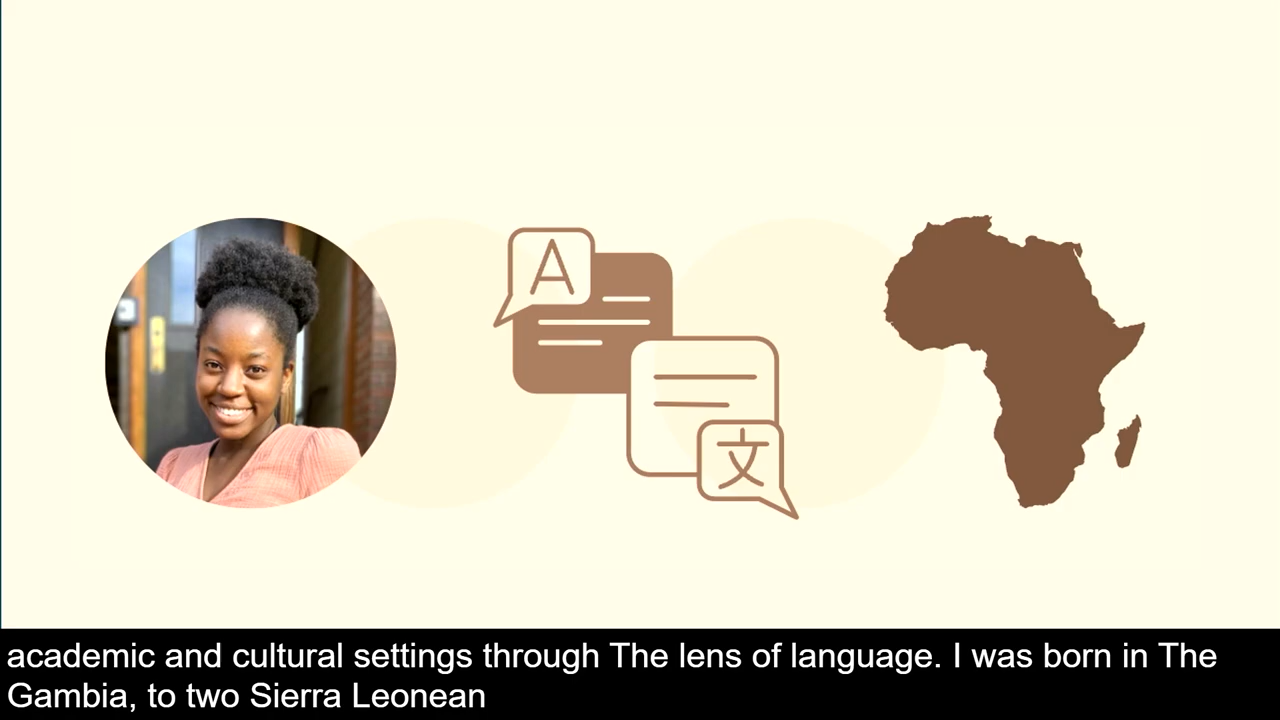 A
文
academic and cultural settings through The lens of language. I was born in The
Gambia, to two Sierra Leonean